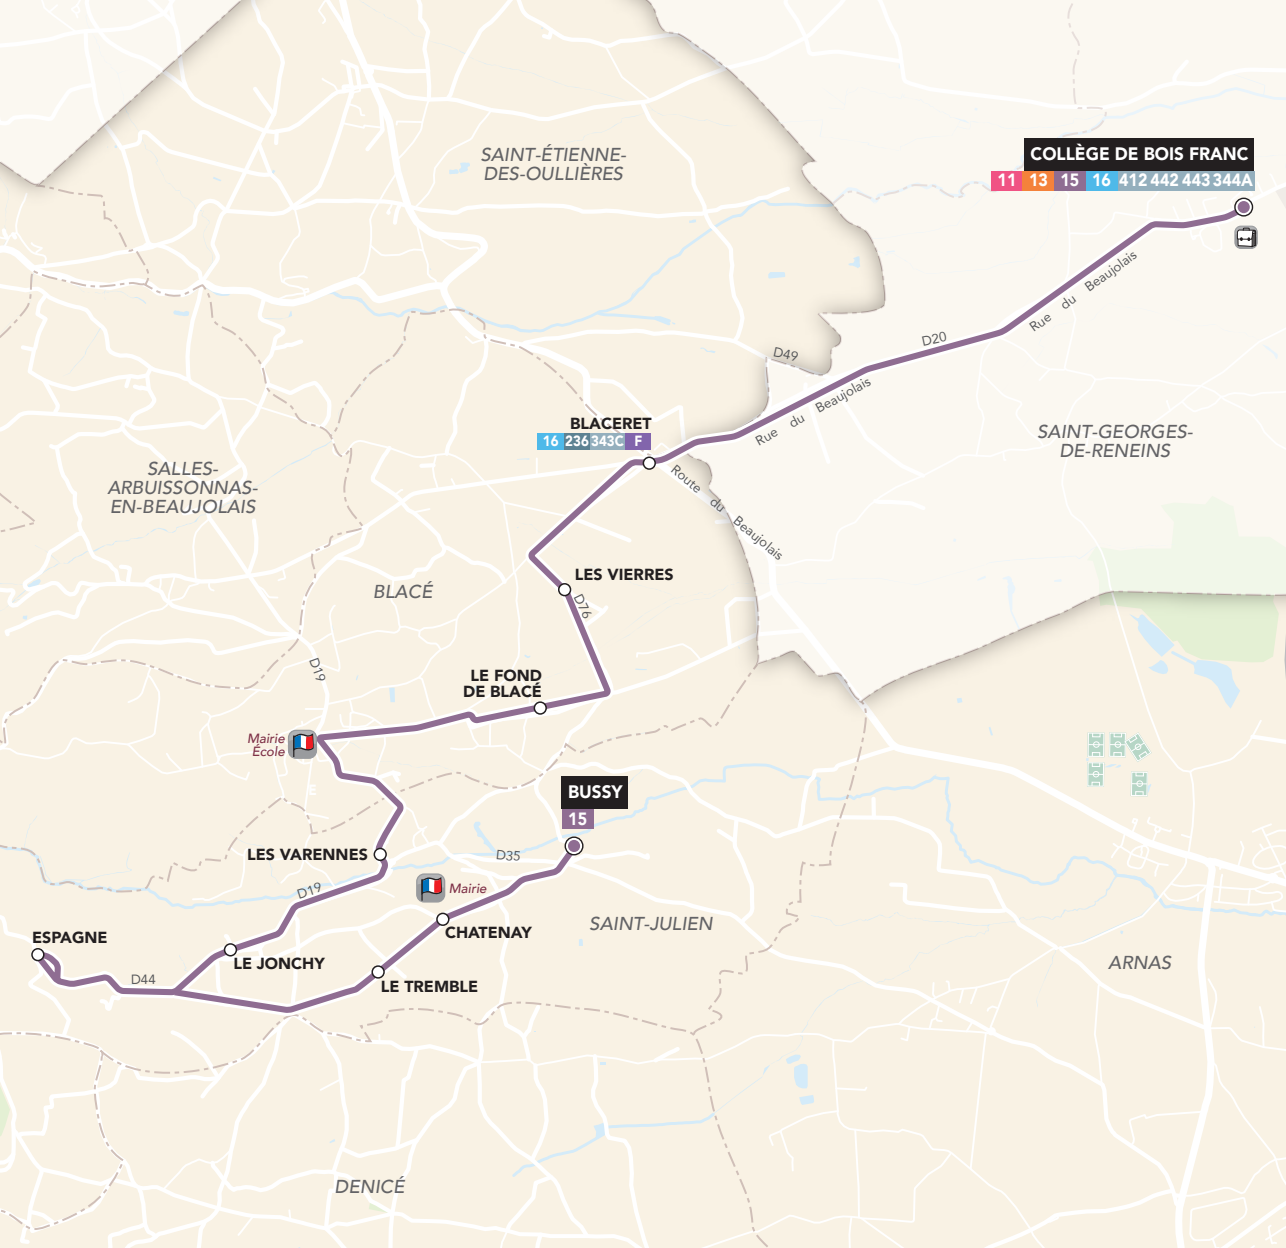 SAINT-ÉTIENNE-
DES-OULLIÈRES
COLLÈGE DE BOIS FRANC
11 13 15 16 412 442 443 344A
Rue du Beaujolais
D20
D49
Rue du Beaujolais
BLACERET
16 236 343C F
SAINT-GEORGES-
DE-RENEINS
SALLES-
ARBUISSONNAS-
EN-BEAUJOLAIS
Route du Beaujolais
LES VIERRES
BLACÉ
D76
D19
LE FOND
DE BLACÉ
Mairie
École
E
BUSSY
15
LES VARENNES
D35
D19
Mairie
SAINT-JULIEN
CHATENAY
ESPAGNE
LE JONCHY
D44
LE TREMBLE
ARNAS
DENICÉ